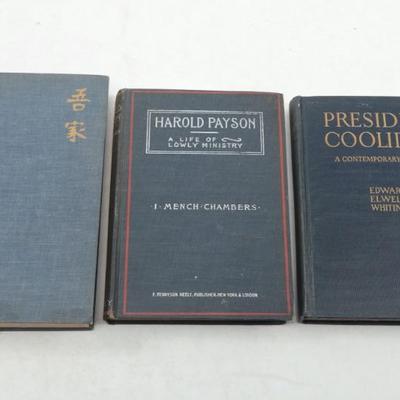 吾家
HAROLD PAYSON
A LIFE OF
LOWLY MINISTRY
I · MENCH · CHAMBERS ·
F. TENNYSON NEELY, PUBLISHER, NEW YORK & LONDON
PRESIDE
COOLID
A CONTEMPORARY
EDWAR
ELWEL
WHITIN